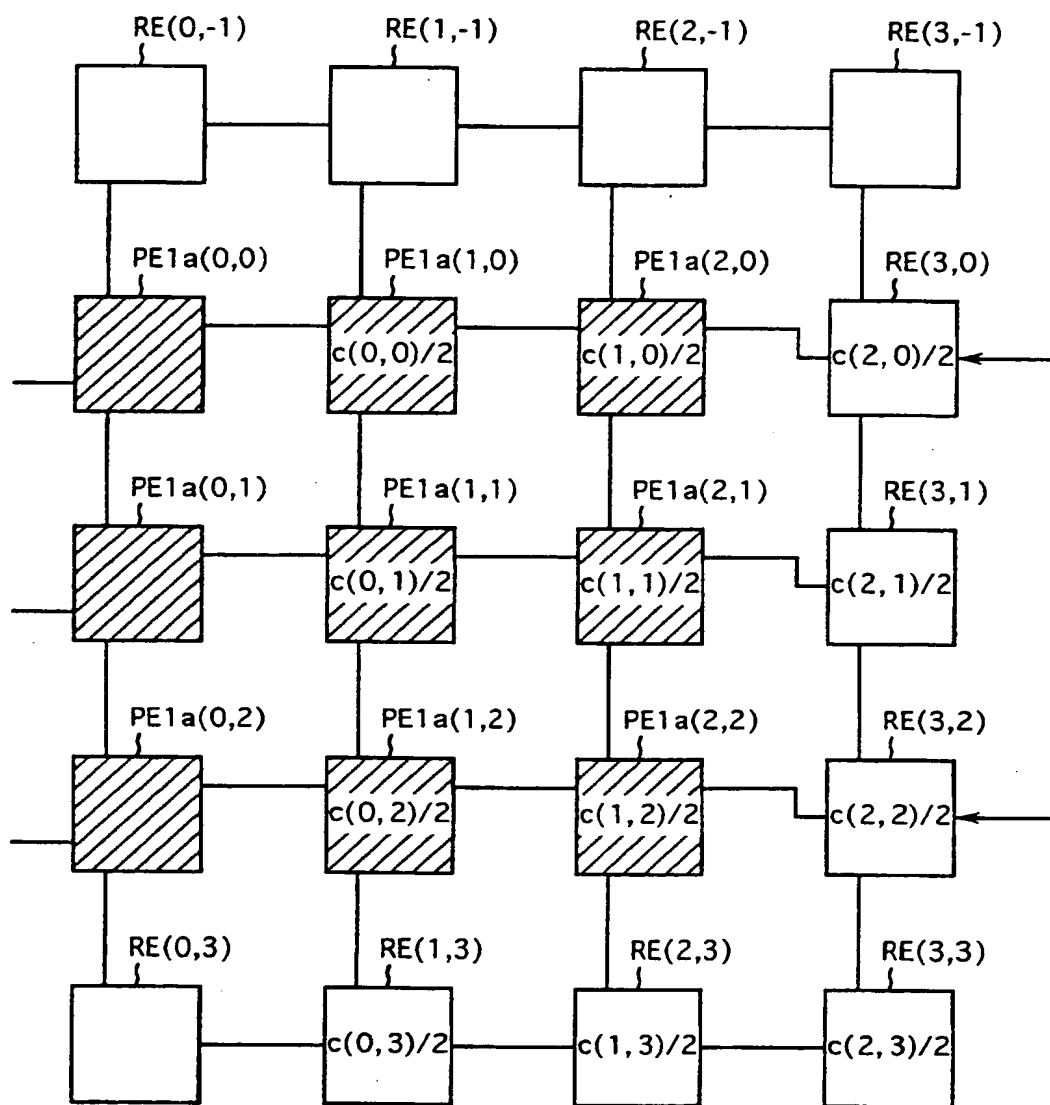 RE(0,-1) RE(1,-1) RE(2,-1) RE(3,-1)
PE1a(0,0) PE1a(1,0) PE1a(2,0) RE(3,0)
c(0,0)/2 c(1,0)/2 c(2,0)/2
PE1a(0,1) PE1a(1,1) PE1a(2,1) RE(3,1)
c(0,1)/2 c(1,1)/2 c(2,1)/2
PE1a(0,2) PE1a(1,2) PE1a(2,2) RE(3,2)
c(0,2)/2 c(1,2)/2 c(2,2)/2
RE(0,3) RE(1,3) RE(2,3) RE(3,3)
c(0,3)/2 c(1,3)/2 c(2,3)/2